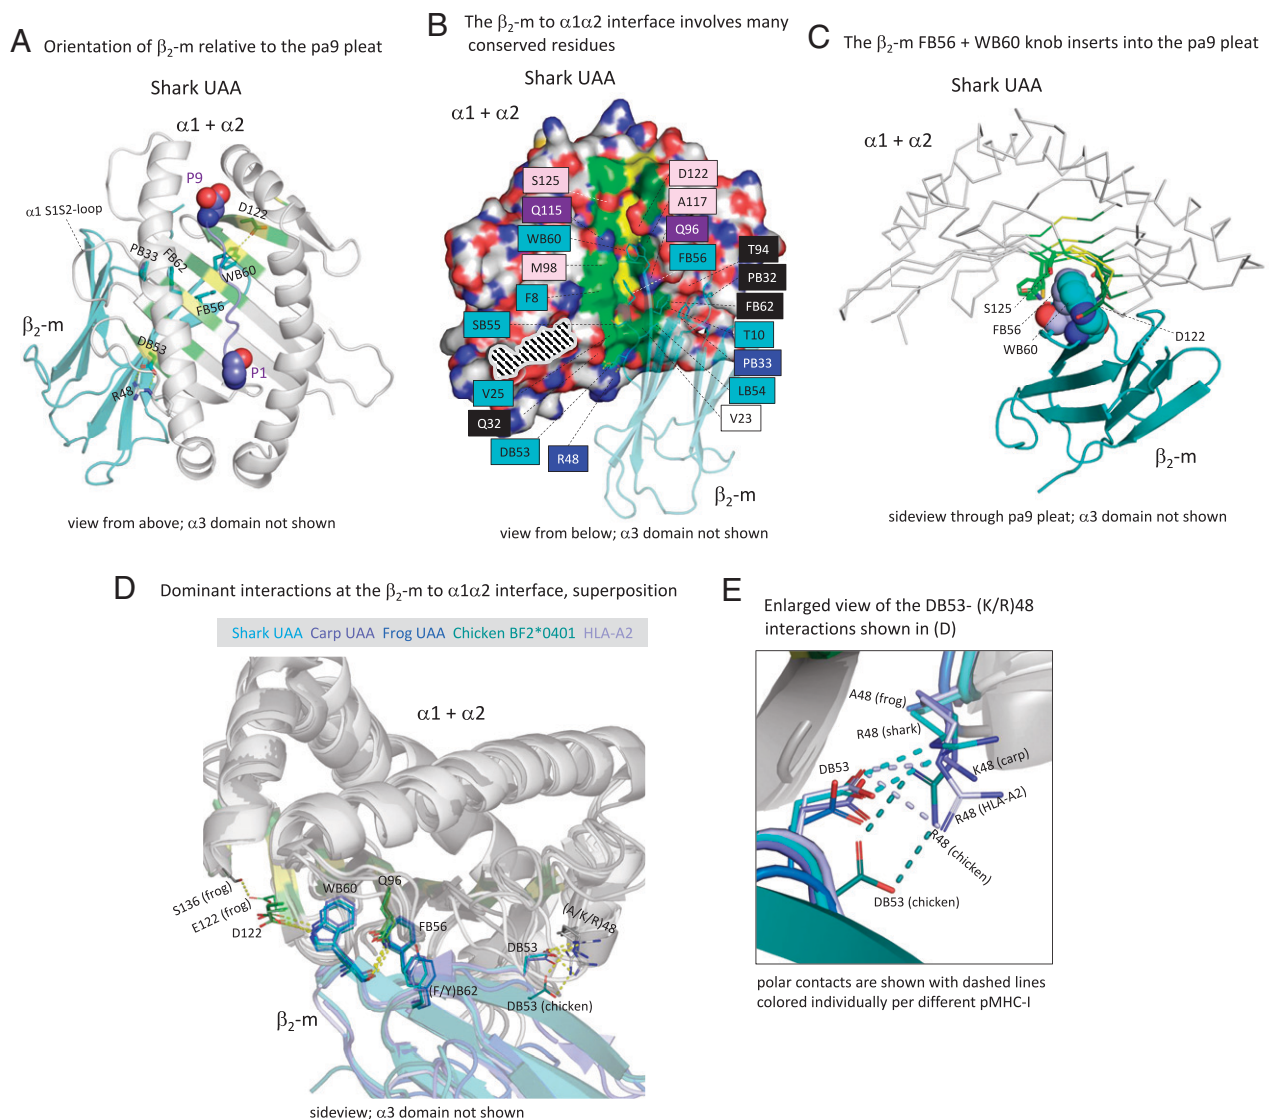 A Orientation of β2-m relative to the pa9 pleat
Shark UAA
α1 + α2
P9
α1 S1S2-loop
D122
PB33
FB62
WB60
FB56
β2-m
DB53
P1
R48
view from above; α3 domain not shown
B The β2-m to α1α2 interface involves many
conserved residues
Shark UAA
α1 + α2
S125
D122
Q115
A117
WB60
Q96
M98
FB56
T94
F8
PB32
SB55
FB62
T10
V25
PB33
Q32
LB54
DB53
V23
R48
β2-m
view from below; α3 domain not shown
C The β2-m FB56 + WB60 knob inserts into the pa9 pleat
Shark UAA
α1 + α2
S125
FB56
WB60
D122
β2-m
sideview through pa9 pleat; α3 domain not shown
D Dominant interactions at the β2-m to α1α2 interface, superposition
Shark UAA Carp UAA Frog UAA Chicken BF2*0401 HLA-A2
α1 + α2
S136 (frog)
E122 (frog)
D122
WB60
Q96
FB56
(F/Y)B62
(A/K/R)48
DB53
DB53 (chicken)
β2-m
sideview; α3 domain not shown
E Enlarged view of the DB53- (K/R)48
interactions shown in (D)
A48 (frog)
R48 (shark)
DB53
K48 (carp)
R48 (HLA-A2)
R48 (chicken)
DB53 (chicken)
polar contacts are shown with dashed lines
colored individually per different pMHC-I